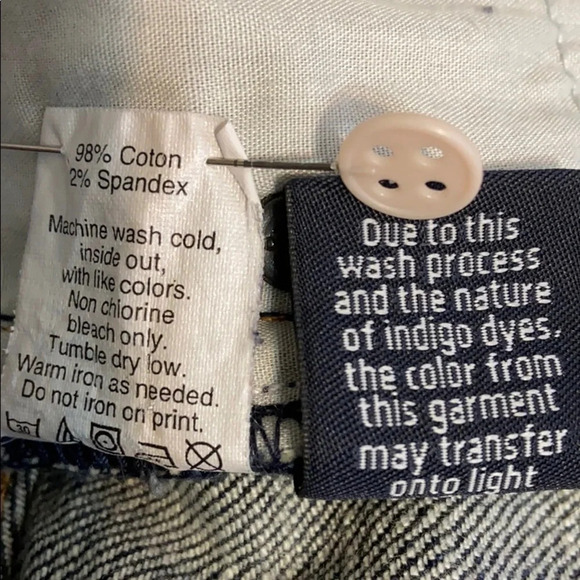 98% Coton
2% Spandex
Machine wash cold,
inside out,
with like colors.
Non chlorine
bleach only.
Tumble dry low.
Warm iron as needed.
Do not iron on print.
30
Due to this
wash process
and the nature
of indigo dyes.
the color from
this garment
may transfer
onto light